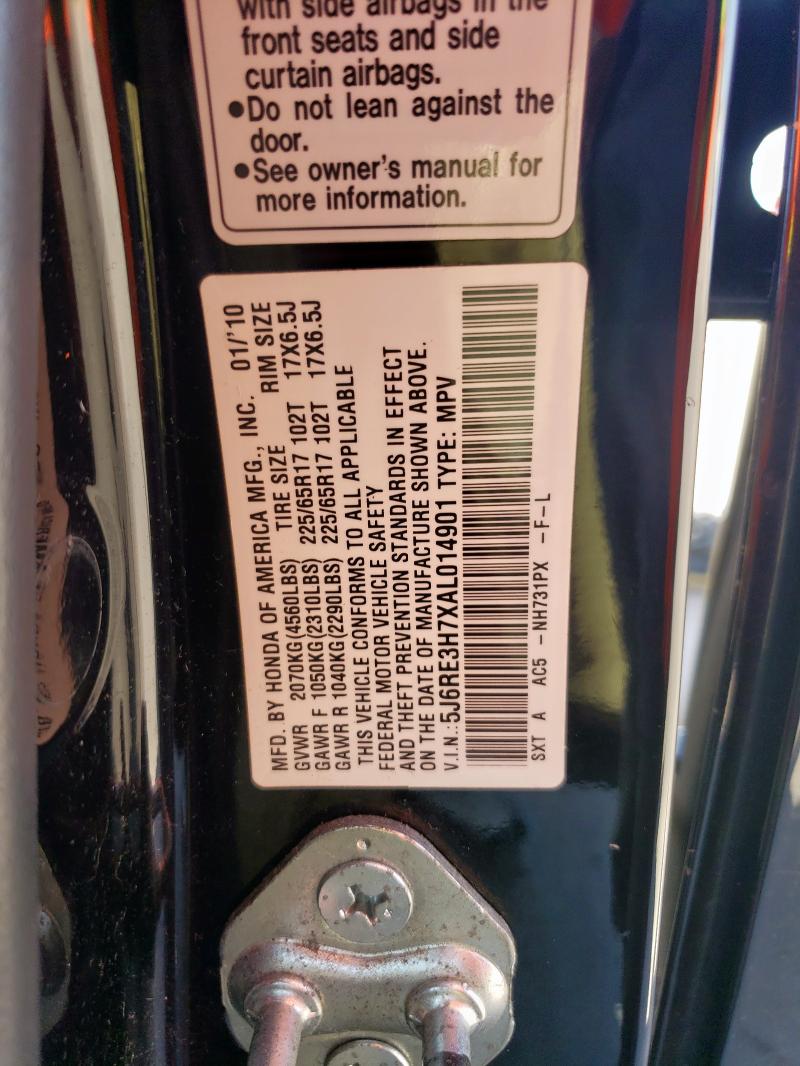 with side airbags in the
front seats and side
curtain airbags.
●Do not lean against the
door.
●See owner's manual for
more information.
MFD. BY HONDA OF AMERICA MFG., INC. 01/'10
GVWR 2070KG(4560LBS) TIRE SIZE RIM SIZE
GAWR F 1050KG(2310LBS) 225/65R17 102T 17X6.5J
GAWR R 1040KG(2290LBS) 225/65R17 102T 17X6.5J
THIS VEHICLE CONFORMS TO ALL APPLICABLE
FEDERAL MOTOR VEHICLE SAFETY
AND THEFT PREVENTION STANDARDS IN EFFECT
ON THE DATE OF MANUFACTURE SHOWN ABOVE.
V.I.N.:5J6RE3H7XAL014901 TYPE: MPV
SXT A AC5 -NH731PX -F-L